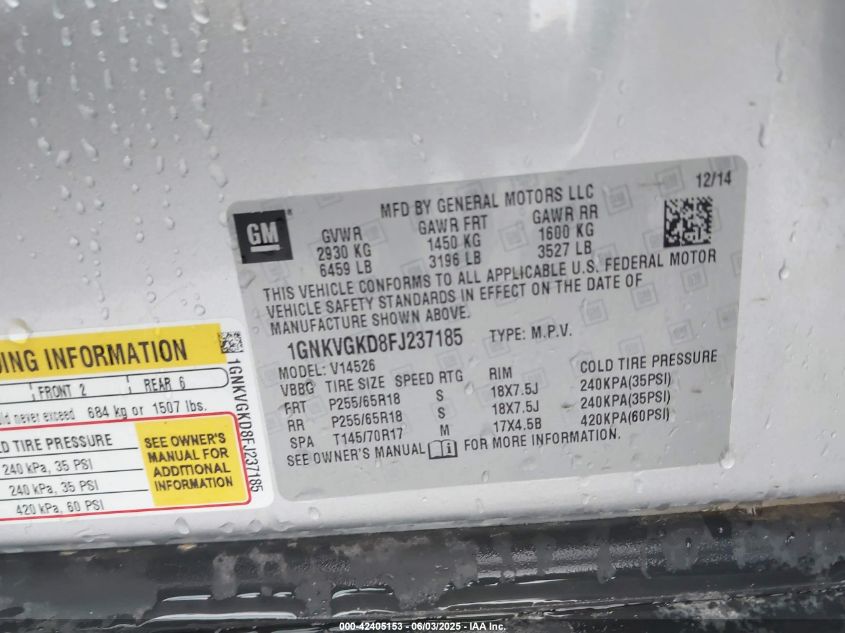 12/14
MFD BY GENERAL MOTORS LLC
GM
GVWR GAWR FRT GAWR RR
2930 KG 1450 KG 1600 KG
6459 LB 3196 LB 3527 LB
THIS VEHICLE CONFORMS TO ALL APPLICABLE U.S. FEDERAL MOTOR
VEHICLE SAFETY STANDARDS IN EFFECT ON THE DATE OF
MANUFACTURE SHOWN ABOVE.
1GNKVGKD8FJ237185 TYPE: M.P.V.
MODEL: V14526
VBBG TIRE SIZE SPEED RTG RIM COLD TIRE PRESSURE
FRT P255/65R18 S 18X7.5J 240KPA(35PSI)
RR P255/65R18 S 18X7.5J 240KPA(35PSI)
SPA T145/70R17 M 17X4.5B 420KPA(60PSI)
SEE OWNER'S MANUAL FOR MORE INFORMATION.
DING INFORMATION
FRONT 2 REAR 6
never exceed 684 kg or 1507 lbs.
TIRE PRESSURE
240 kPa, 35 PSI
240 kPa, 35 PSI
420 kPa, 60 PSI
SEE OWNER'S
MANUAL FOR
ADDITIONAL
INFORMATION
1GNKVGKD8FJ237185
000-42405153 - 06/03/2025 - IAA Inc.